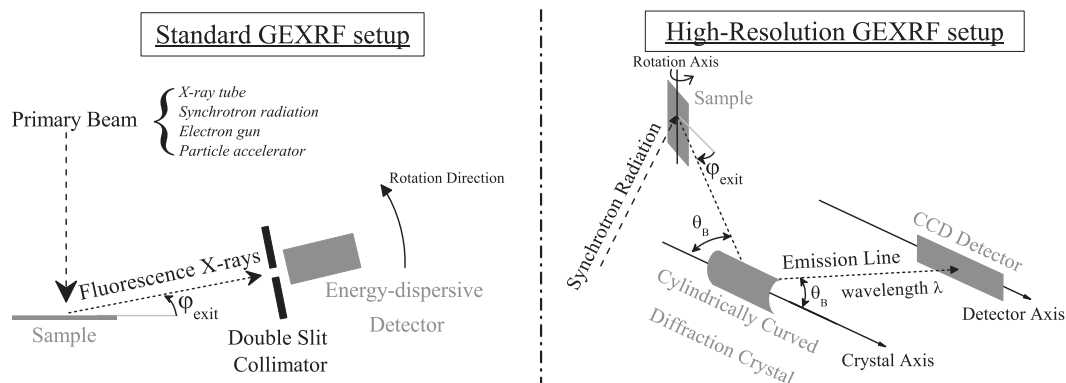 Standard GEXRF setup
Primary Beam
X-ray tube
Synchrotron radiation
Electron gun
Particle accelerator
Rotation Direction
Fluorescence X-rays
φexit
Sample
Energy-dispersive
Detector
Double Slit
Collimator
High-Resolution GEXRF setup
Rotation Axis
Sample
Synchrotron Radiation
φexit
θB
CCD Detector
Emission Line
wavelength λ
θB
Detector Axis
Cylindrically Curved
Diffraction Crystal
Crystal Axis